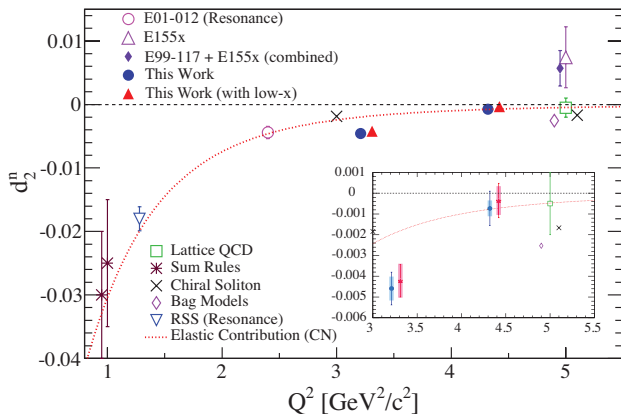 E01-012 (Resonance)
E155x
E99-117 + E155x (combined)
This Work
This Work (with low-x)
0.01
0
-0.01
-0.02
-0.03
-0.04
d₂ⁿ
0.001
0
-0.001
-0.002
-0.003
-0.004
-0.005
-0.006
3
3.5
4
4.5
5
5.5
Lattice QCD
Sum Rules
Chiral Soliton
Bag Models
RSS (Resonance)
Elastic Contribution (CN)
1
2
3
4
5
Q² [GeV²/c²]